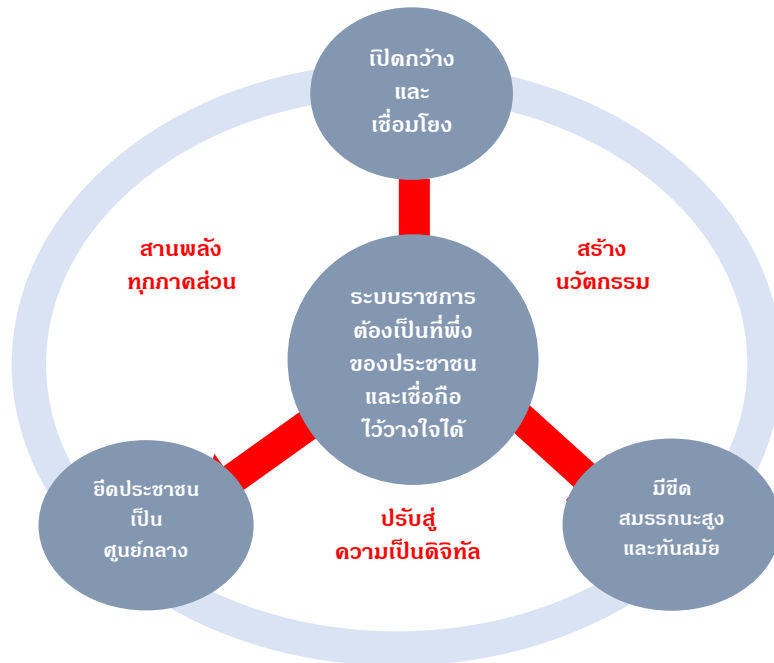 เปิดกว้าง
และ
เชื่อมโยง
สานพลัง
ทุกภาคส่วน
สร้าง
นวัตกรรม
ระบบราชการ
ต้องเป็นที่พึ่ง
ของประชาชน
และเชื่อถือ
ไว้วางใจได้
ยึดประชาชน
เป็น
ศูนย์กลาง
ปรับสู่
ความเป็นดิจิทัล
มีขีด
สมรรถนะสูง
และทันสมัย